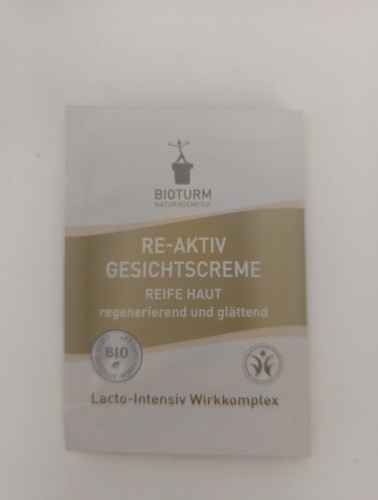 BIOTURM
NATURKOSMETIK
RE-AKTIV
GESICHTSCREME
REIFE HAUT
regenerierend und glättend
BIO
Lacto-Intensiv Wirkkomplex